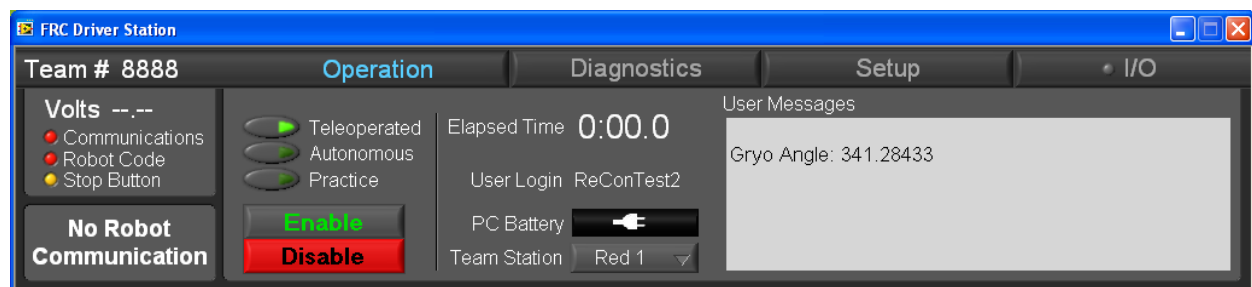 FRC Driver Station
Team # 8888
Operation
Diagnostics
Setup
I/O
Volts --.--
Communications
Robot Code
Stop Button
No Robot
Communication
Teleoperated
Autonomous
Practice
Enable
Disable
Elapsed Time 0:00.0
User Login ReConTest2
PC Battery
Team Station Red 1
User Messages
Gryo Angle: 341.28433